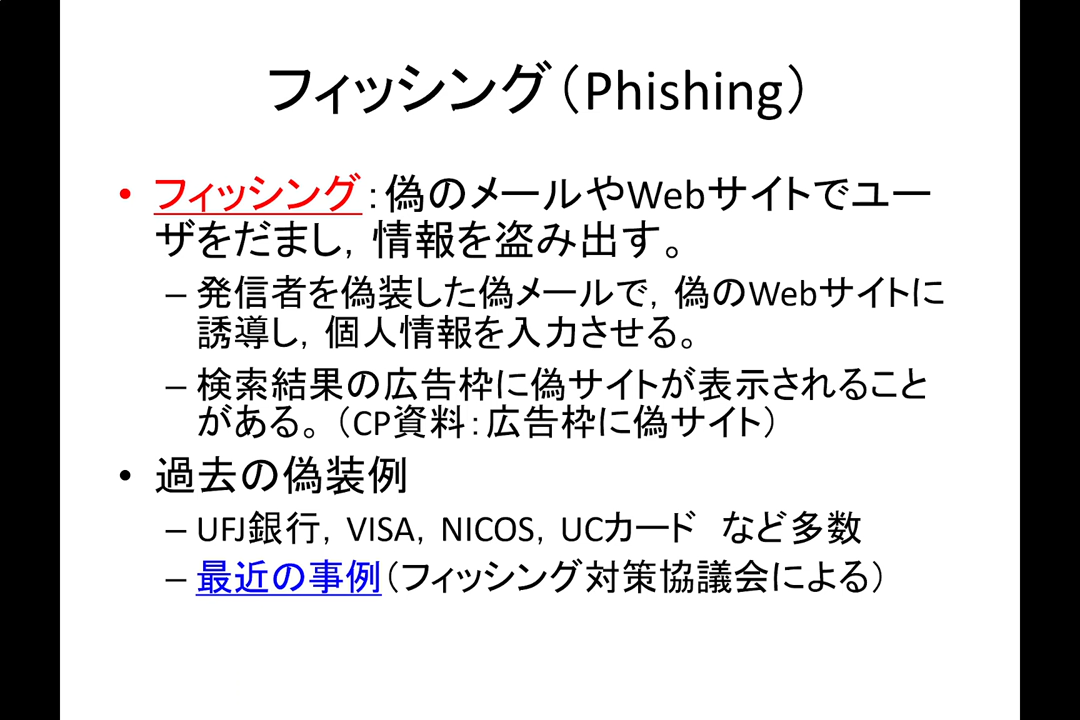 フィッシング（Phishing）
• フィッシング：偽のメールやWebサイトでユー
ザをだまし，情報を盗み出す。
– 発信者を偽装した偽メールで，偽のWebサイトに
誘導し，個人情報を入力させる。
– 検索結果の広告枠に偽サイトが表示されること
がある。（CP資料：広告枠に偽サイト）
• 過去の偽装例
– UFJ銀行，VISA，NICOS，UCカード　など多数
– 最近の事例（フィッシング対策協議会による）